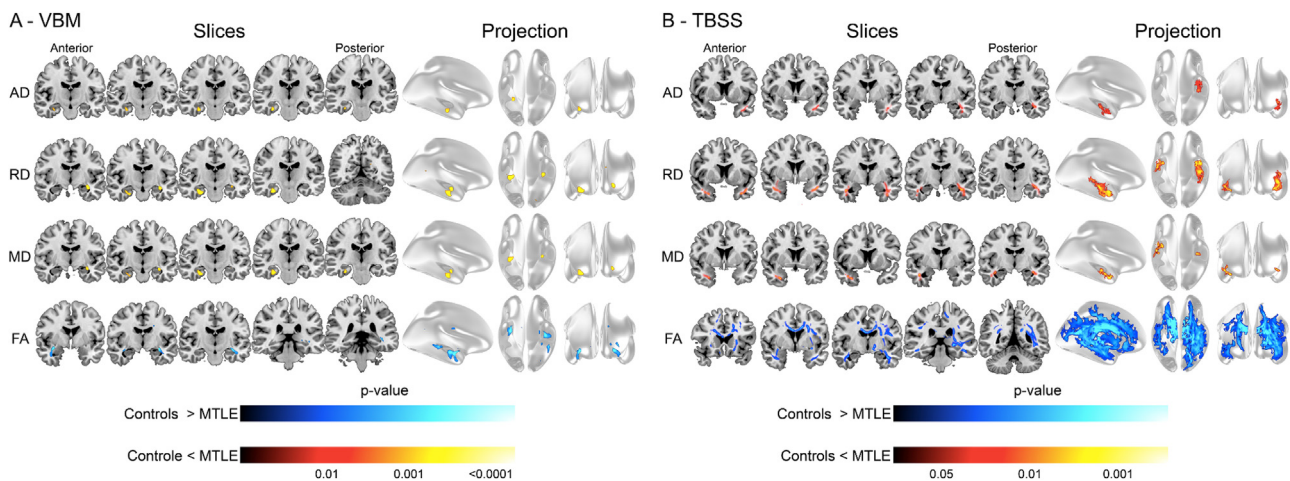 A - VBM
Slices
Projection
Anterior
Posterior
AD
RD
MD
FA
p-value
Controls > MTLE
Controle < MTLE
0.01 0.001 <0.0001
B - TBSS
Slices
Projection
Anterior
Posterior
AD
RD
MD
FA
p-value
Controls > MTLE
Controls < MTLE
0.05 0.01 0.001